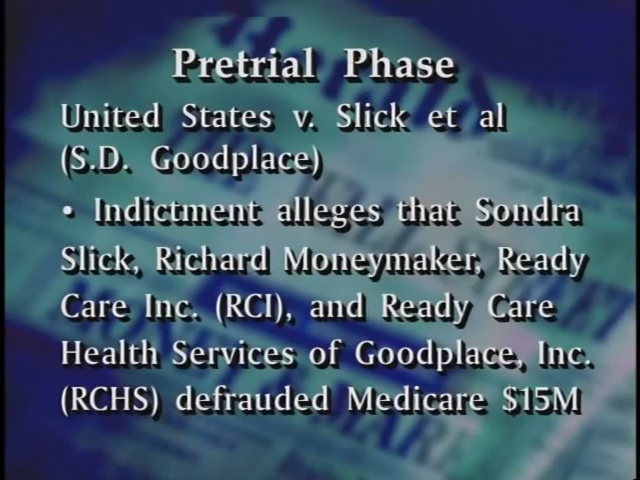 Pretrial Phase
United States v. Slick et al
(S.D. Goodplace)
• Indictment alleges that Sondra
Slick, Richard Moneymaker, Ready
Care Inc. (RCI), and Ready Care
Health Services of Goodplace, Inc.
(RCHS) defrauded Medicare $15M